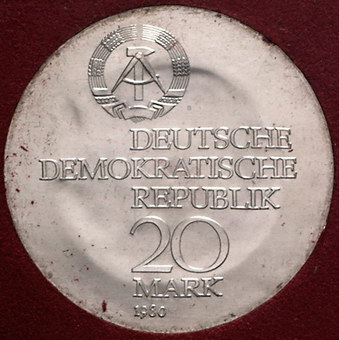 DEUTSCHE
DEMOKRATISCHE
REPUBLIK
20
MARK
1980